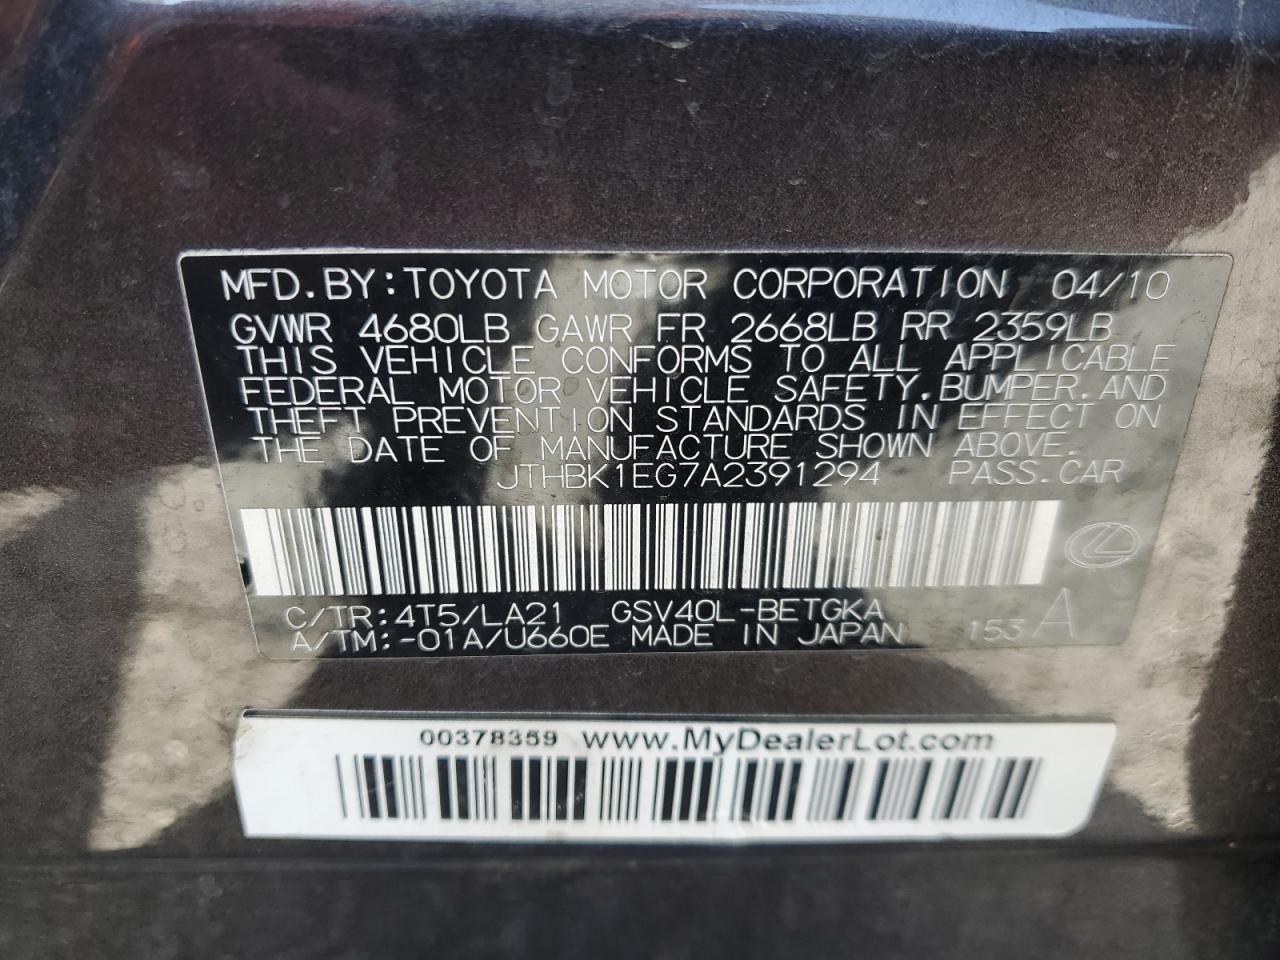 MFD.BY:TOYOTA MOTOR CORPORATION 04/10
GVWR 4680LB GAWR FR 2668LB RR 2359LB
THIS VEHICLE CONFORMS TO ALL APPLICABLE
FEDERAL MOTOR VEHICLE SAFETY,BUMPER,AND
THEFT PREVENTION STANDARDS IN EFFECT ON
THE DATE OF MANUFACTURE SHOWN ABOVE.
JTHBK1EG7A2391294 PASS.CAR
C/TR:4T5/LA21 GSV40L-BETGKA
A/TM:-01A/U660E MADE IN JAPAN 153 A
00378359 www.MyDealerLot.com